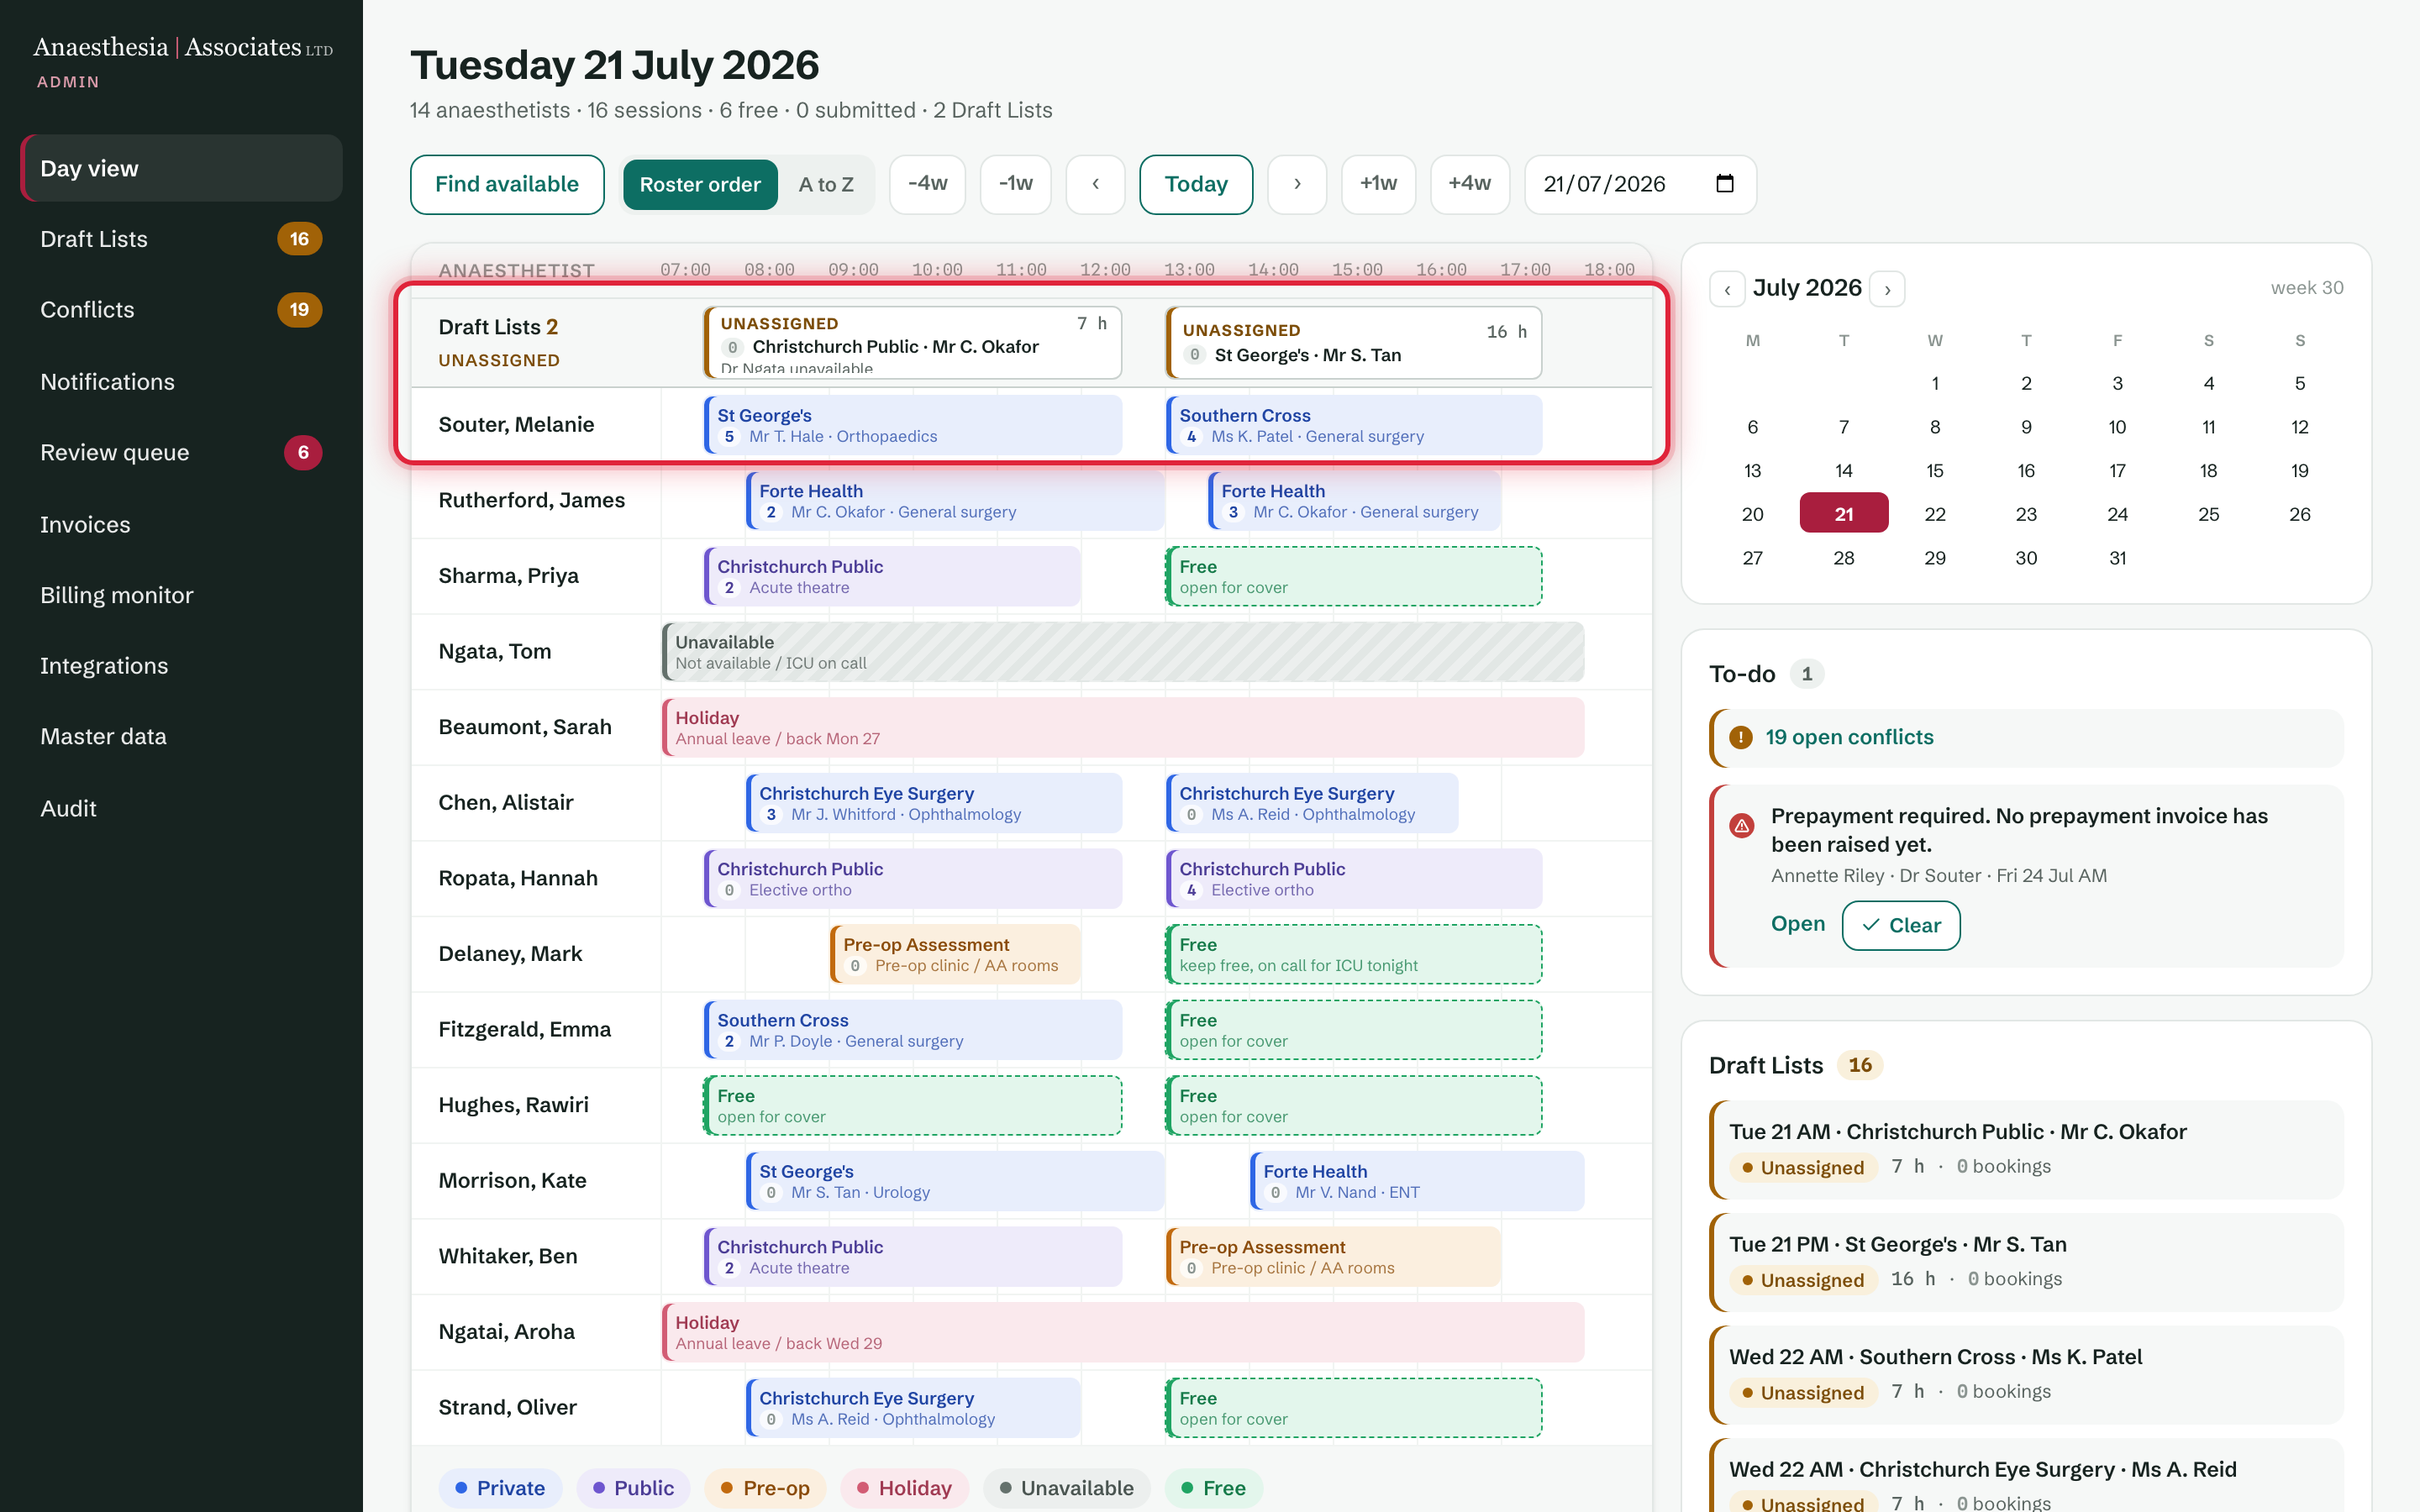 Anaesthesia | Associates LTD
ADMIN
Day view
Draft Lists 16
Conflicts 19
Notifications
Review queue 6
Invoices
Billing monitor
Integrations
Master data
Audit
Tuesday 21 July 2026
14 anaesthetists · 16 sessions · 6 free · 0 submitted · 2 Draft Lists
Find available Roster order A to Z -4w -1w ‹ Today › +1w +4w 21/07/2026
ANAESTHETIST 07:00 08:00 09:00 10:00 11:00 12:00 13:00 14:00 15:00 16:00 17:00 18:00
Draft Lists 2
UNASSIGNED
UNASSIGNED 7 h
0 Christchurch Public · Mr C. Okafor
Dr Ngata unavailable
UNASSIGNED 16 h
0 St George's · Mr S. Tan
Souter, Melanie
St George's
5 Mr T. Hale · Orthopaedics
Southern Cross
4 Ms K. Patel · General surgery
Rutherford, James
Forte Health
2 Mr C. Okafor · General surgery
Forte Health
3 Mr C. Okafor · General surgery
Sharma, Priya
Christchurch Public
2 Acute theatre
Free
open for cover
Ngata, Tom
Unavailable
Not available / ICU on call
Beaumont, Sarah
Holiday
Annual leave / back Mon 27
Chen, Alistair
Christchurch Eye Surgery
3 Mr J. Whitford · Ophthalmology
Christchurch Eye Surgery
0 Ms A. Reid · Ophthalmology
Ropata, Hannah
Christchurch Public
0 Elective ortho
Christchurch Public
4 Elective ortho
Delaney, Mark
Pre-op Assessment
0 Pre-op clinic / AA rooms
Free
keep free, on call for ICU tonight
Fitzgerald, Emma
Southern Cross
2 Mr P. Doyle · General surgery
Free
open for cover
Hughes, Rawiri
Free
open for cover
Free
open for cover
Morrison, Kate
St George's
0 Mr S. Tan · Urology
Forte Health
0 Mr V. Nand · ENT
Whitaker, Ben
Christchurch Public
2 Acute theatre
Pre-op Assessment
0 Pre-op clinic / AA rooms
Ngatai, Aroha
Holiday
Annual leave / back Wed 29
Strand, Oliver
Christchurch Eye Surgery
0 Ms A. Reid · Ophthalmology
Free
open for cover
Private Public Pre-op Holiday Unavailable Free
‹ July 2026 › week 30
M T W T F S S
1 2 3 4 5
6 7 8 9 10 11 12
13 14 15 16 17 18 19
20 21 22 23 24 25 26
27 28 29 30 31
To-do 1
19 open conflicts
Prepayment required. No prepayment invoice has
been raised yet.
Annette Riley · Dr Souter · Fri 24 Jul AM
Open ✓ Clear
Draft Lists 16
Tue 21 AM · Christchurch Public · Mr C. Okafor
Unassigned 7 h · 0 bookings
Tue 21 PM · St George's · Mr S. Tan
Unassigned 16 h · 0 bookings
Wed 22 AM · Southern Cross · Ms K. Patel
Unassigned 7 h · 0 bookings
Wed 22 AM · Christchurch Eye Surgery · Ms A. Reid
Unassigned 7 h · 0 bookings